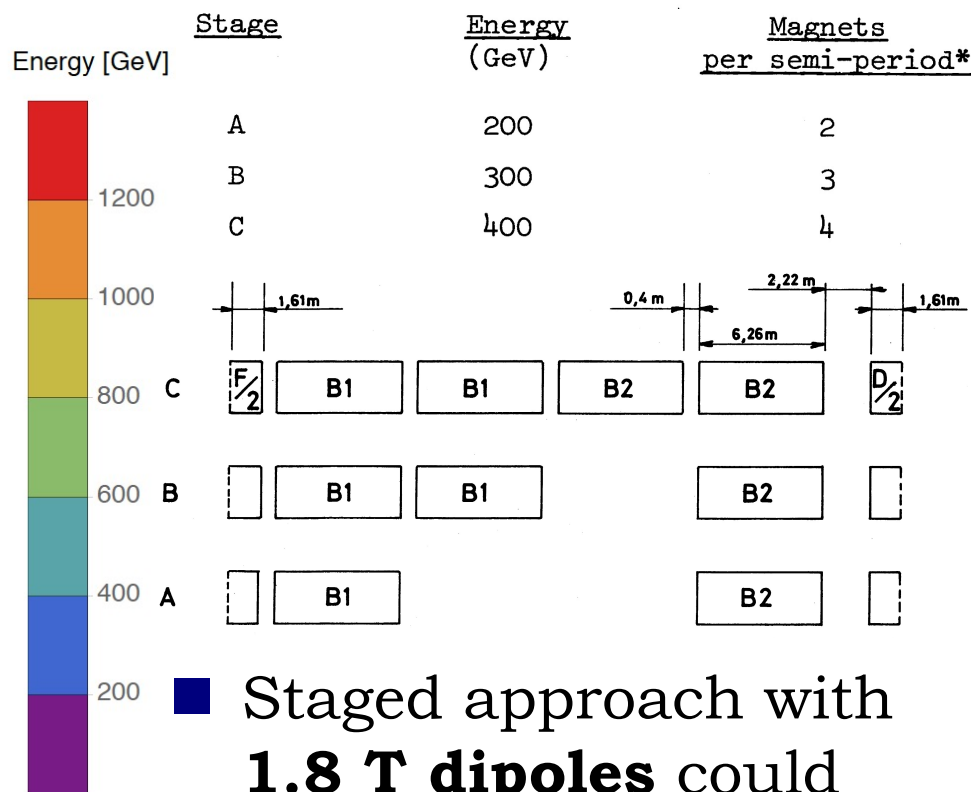 Stage Energy Magnets
(GeV) per semi-period*
Energy [GeV]
A 200 2
B 300 3
C 400 4
1200
1000
800
600
400
200
2,22 m
1,61m 0,4 m 1,61m
6,26m
C F/2 B1 B1 B2 B2 D/2
B B1 B1 B2
A B1 B2
Staged approach with
1.8 T dipoles could